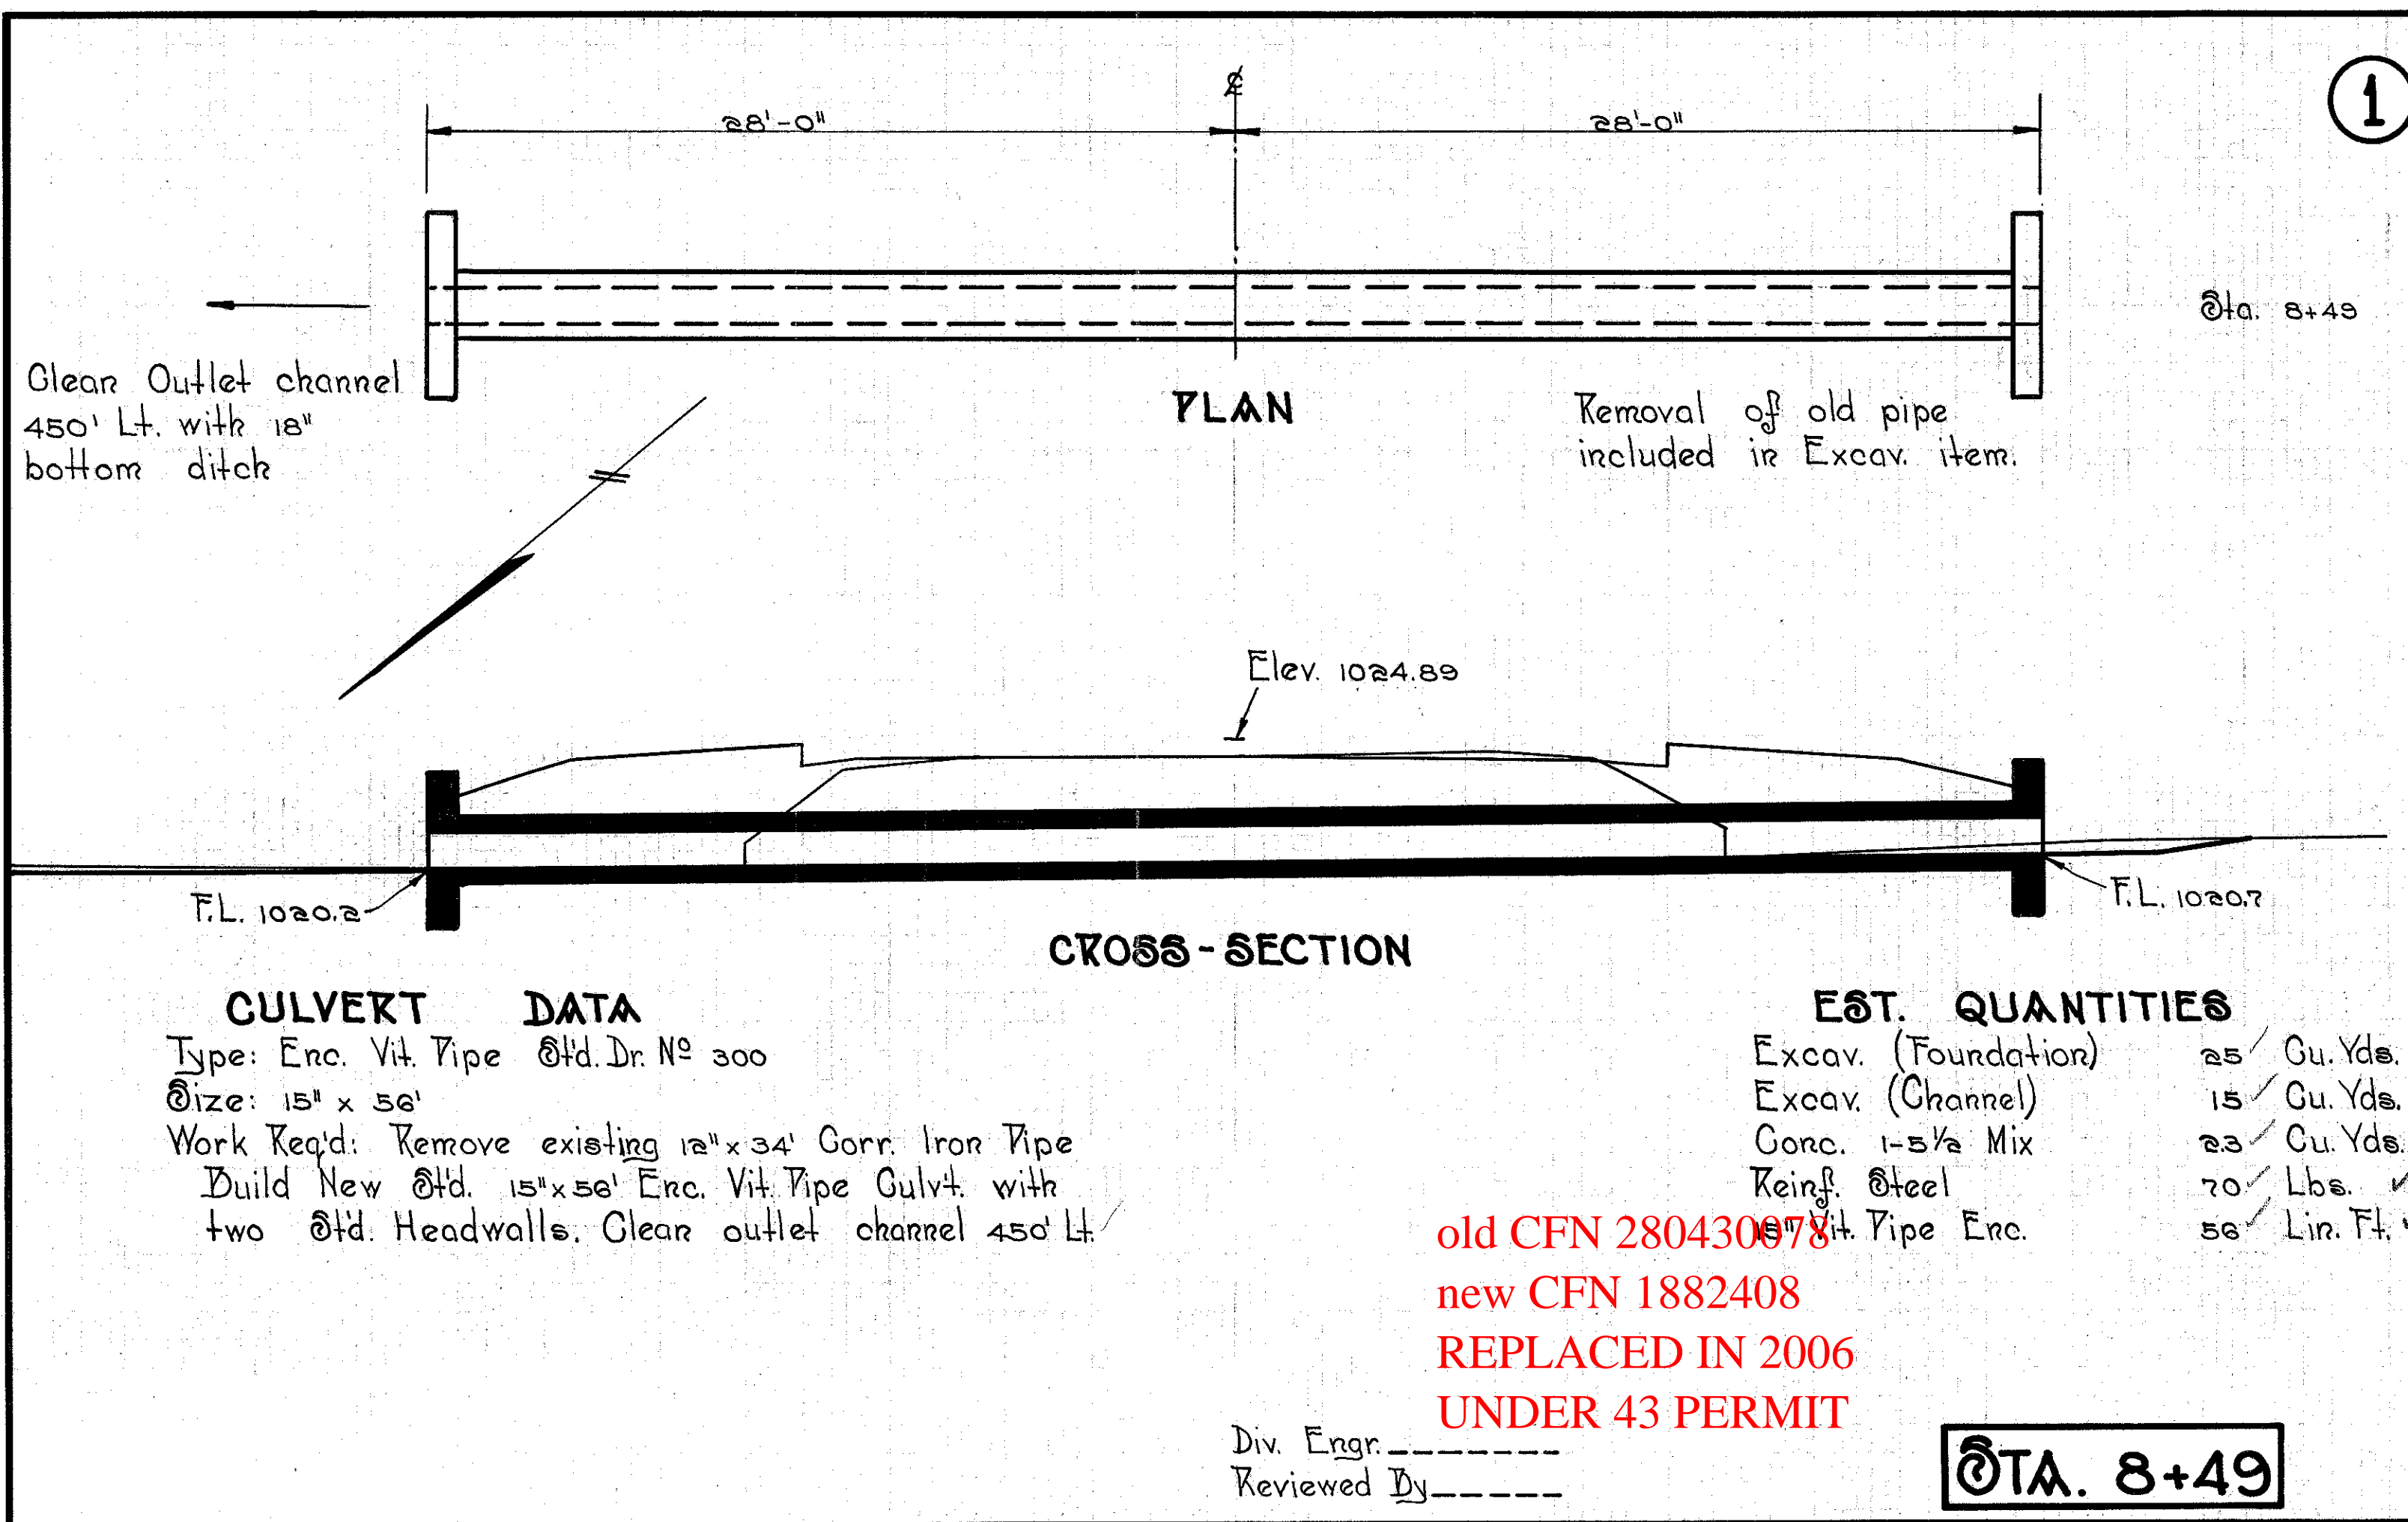 1
℄
28'-0" 28'-0"
Sta. 8+49
Clean Outlet channel
450' Lt. with 18"
bottom ditch
PLAN
Removal of old pipe
included in Excav. item.
Elev. 1024.89
F.L. 1020.2
F.L. 1020.7
CROSS-SECTION
CULVERT DATA
Type: Enc. Vit. Pipe Std. Dr. Nº 300
Size: 15" x 56'
Work Req'd: Remove existing 12" x 34' Corr. Iron Pipe
Build New Std. 15" x 56' Enc. Vit. Pipe Culvt. with
two Std. Headwalls. Clean outlet channel 450' Lt.
EST. QUANTITIES
Excav. (Foundation) 25 Cu. Yds.
Excav. (Channel) 15 Cu. Yds.
Conc. 1-5½ Mix 2.3 Cu. Yds.
Reinf. Steel 70 Lbs.
15" Vit. Pipe Enc. 56 Lin. Ft.
old CFN 280430078
new CFN 1882408
REPLACED IN 2006
UNDER 43 PERMIT
Div. Engr.
Reviewed By
STA. 8+49